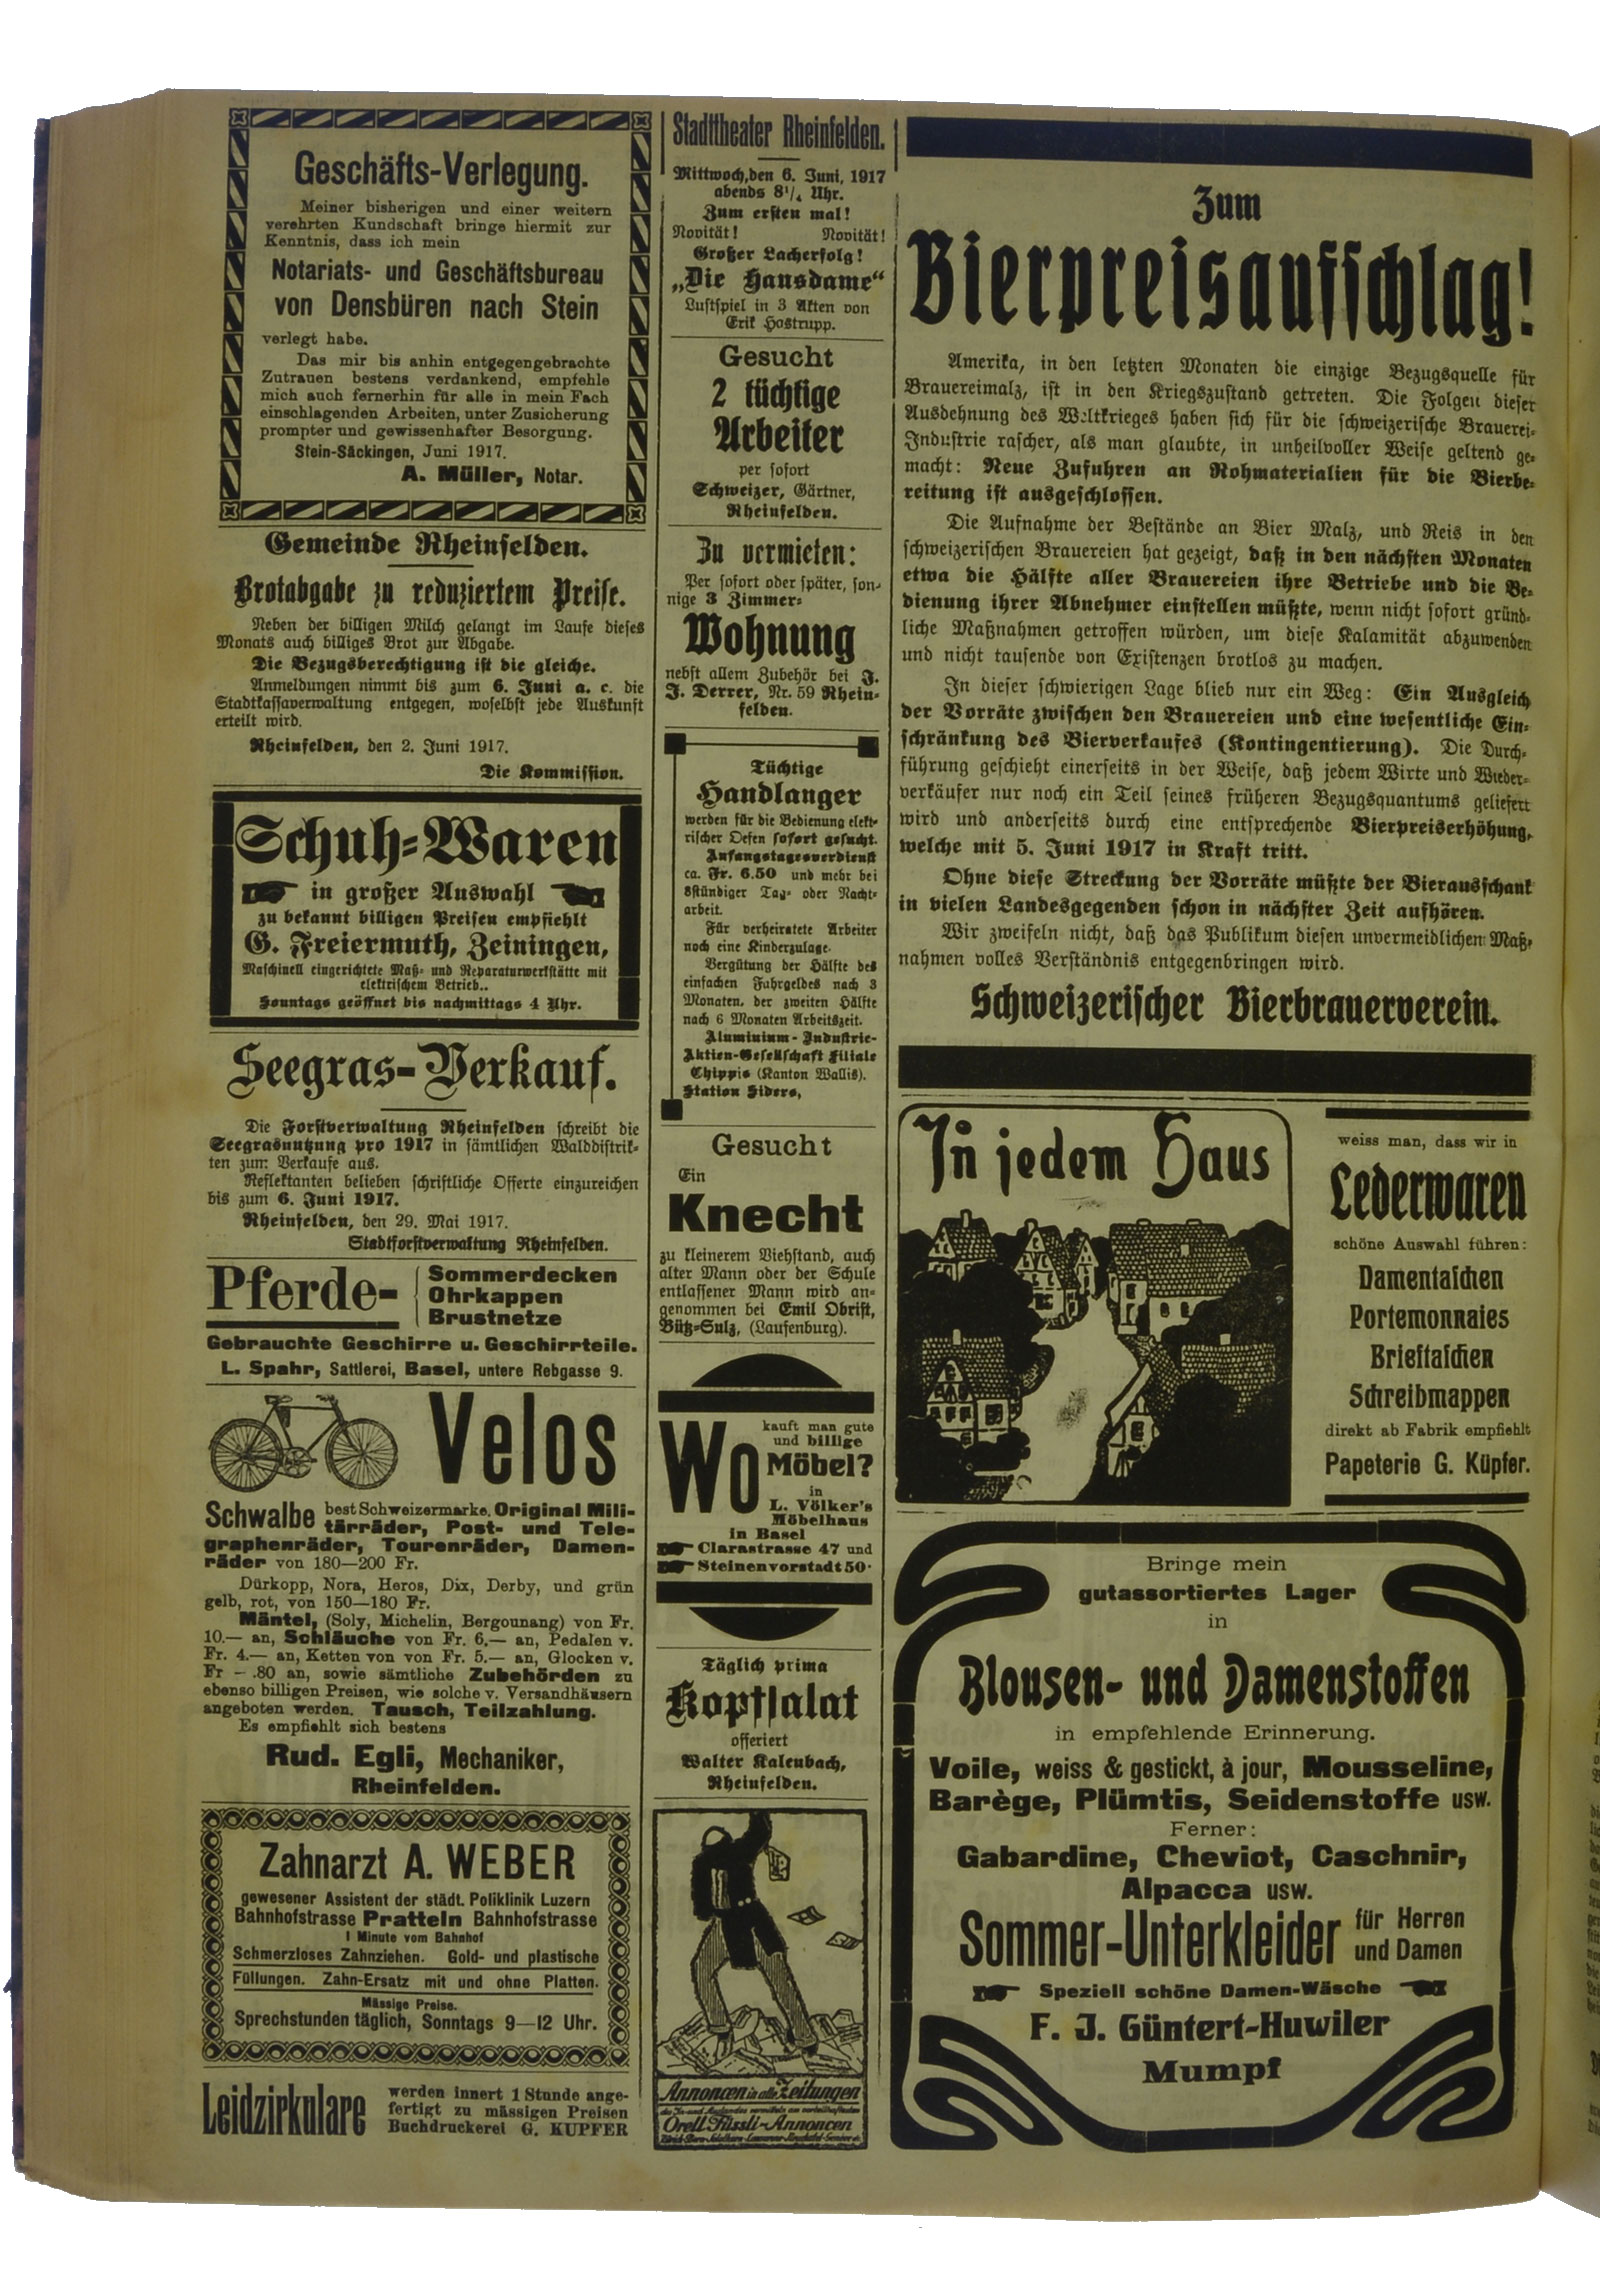 Geschäfts-Verlegung.
Meiner bisherigen und einer weitern
verehrten Kundschaft bringe hiermit zur
Kenntnis, dass ich mein
Notariats- und Geschäftsbureau
von Densbüren nach Stein
verlegt habe.
Das mir bis anhin entgegengebrachte
Zutrauen bestens verdankend, empfehle
mich auch fernerhin für alle in mein Fach
einschlagenden Arbeiten, unter Zusicherung
prompter und gewissenhafter Besorgung.
Stein-Säckingen, Juni 1917.
A. Müller, Notar.
Gemeinde Rheinfelden.
Brotabgabe zu reduziertem Preise.
Neben der billigen Milch gelangt im Laufe dieses
Monats auch billiges Brot zur Abgabe.
Die Bezugsberechtigung ist die gleiche.
Anmeldungen nimmt bis zum 6. Juni a. c. die
Stadtkassaverwaltung entgegen, woselbst jede Auskunft
erteilt wird.
Rheinfelden, den 2. Juni 1917.
Die Kommission.
Schuh-Waren
in großer Auswahl
zu bekannt billigen Preisen empfiehlt
G. Freiermuth, Zeiningen,
Maschinell eingerichtete Maß- und Reparaturwerkstätte mit
elektrischem Betrieb..
Sonntags geöffnet bis nachmittags 4 Uhr.
Seegras-Verkauf.
Die Forstverwaltung Rheinfelden schreibt die
Seegrasnutzung pro 1917 in sämtlichen Walddistrik-
ten zum Verkaufe aus.
Reflektanten belieben schriftliche Offerte einzureichen
bis zum 6. Juni 1917.
Rheinfelden, den 29. Mai 1917.
Stadtforstverwaltung Rheinfelden.
Pferde-
Sommerdecken
Ohrkappen
Brustnetze
Gebrauchte Geschirre u. Geschirrteile.
L. Spahr, Sattlerei, Basel, untere Rebgasse 9.
Velos
Schwalbe best Schweizermarke. Original Mili-
tärräder, Post- und Tele-
graphenräder, Tourenräder, Damen-
räder von 180—200 Fr.
Dürkopp, Nora, Heros, Dix, Derby, und grün
gelb, rot, von 150—180 Fr.
Mäntel, (Soly, Michelin, Bergounang) von Fr.
10.— an, Schläuche von Fr. 6.— an, Pedalen v.
Fr. 4.— an, Ketten von von Fr. 5.— an, Glocken v.
Fr – .80 an, sowie sämtliche Zubehörden zu
ebenso billigen Preisen, wie solche v. Versandhäusern
angeboten werden. Tausch, Teilzahlung.
Es empfiehlt sich bestens
Rud. Egli, Mechaniker,
Rheinfelden.
Zahnarzt A. WEBER
gewesener Assistent der städt. Poliklinik Luzern
Bahnhofstrasse Pratteln Bahnhofstrasse
1 Minute vom Bahnhof
Schmerzloses Zahnziehen. Gold- und plastische
Füllungen. Zahn-Ersatz mit und ohne Platten.
Mässige Preise.
Sprechstunden täglich, Sonntags 9—12 Uhr.
Leidzirkulare
werden innert 1 Stunde ange-
fertigt zu mässigen Preisen
Buchdruckerei G. KUPFER
Stadttheater Rheinfelden.
Mittwoch, den 6. Juni, 1917
abends 8¼ Uhr.
Zum ersten mal!
Novität! Novität!
Großer Lacherfolg!
„Die Hausdame“
Lustspiel in 3 Akten von
Erik Hostrupp.
Gesucht
2 tüchtige
Arbeiter
per sofort
Schweizer, Gärtner,
Rheinfelden.
Zu vermieten:
Per sofort oder später, son-
nige 3 Zimmer-
Wohnung
nebst allem Zubehör bei J.
J. Derrer, Nr. 59 Rhein-
felden.
Tüchtige
Handlanger
werden für die Bedienung elekt-
rischer Oefen sofort gesucht.
Anfangstagesverdienst
ca. Fr. 6.50 und mehr bei
8stündiger Tag- oder Nacht-
arbeit.
Für verheiratete Arbeiter
noch eine Kinderzulage.
Vergütung der Hälfte des
einfachen Fahrgeldes nach 3
Monaten, der zweiten Hälfte
nach 6 Monaten Arbeitszeit.
Aluminium-Industrie-
Aktien-Gesellschaft Filiale
Chippis (Kanton Wallis).
Station Siders,
Gesucht
Ein
Knecht
zu kleinerem Viehstand, auch
alter Mann oder der Schule
entlassener Mann wird an-
genommen bei Emil Obrist,
Bütz-Sulz, (Laufenburg).
Wo
kauft man gute
und billige
Möbel?
in
L. Völker's
Möbelhaus
in Basel
Clarastrasse 47 und
Steinenvorstadt 50.
Täglich prima
Kopfsalat
offeriert
Walter Kalenbach,
Rheinfelden.
Annoncen in alle Zeitungen
des In- und Auslandes vermitteln am vorteilhaftesten
Orell Füssli-Annoncen
Zum
Bierpreisaufschlag!
Amerika, in den letzten Monaten die einzige Bezugsquelle für
Brauereimalz, ist in den Kriegszustand getreten. Die Folgen dieser
Ausdehnung des Weltkrieges haben sich für die schweizerische Brauerei-
Industrie rascher, als man glaubte, in unheilvoller Weise geltend ge-
macht: Neue Zufuhren an Rohmaterialien für die Bierbe-
reitung ist ausgeschlossen.
Die Aufnahme der Bestände an Bier Malz, und Reis in den
schweizerischen Brauereien hat gezeigt, daß in den nächsten Monaten
etwa die Hälfte aller Brauereien ihre Betriebe und die Be-
dienung ihrer Abnehmer einstellen müßte, wenn nicht sofort gründ-
liche Maßnahmen getroffen würden, um diese Kalamität abzuwenden
und nicht tausende von Existenzen brotlos zu machen.
In dieser schwierigen Lage blieb nur ein Weg: Ein Ausgleich
der Vorräte zwischen den Brauereien und eine wesentliche Ein-
schränkung des Bierverkaufes (Kontingentierung). Die Durch-
führung geschieht einerseits in der Weise, daß jedem Wirte und Wieder-
verkäufer nur noch ein Teil seines früheren Bezugsquantums geliefert
wird und anderseits durch eine entsprechende Bierpreiserhöhung,
welche mit 5. Juni 1917 in Kraft tritt.
Ohne diese Streckung der Vorräte müßte der Bierausschank
in vielen Landesgegenden schon in nächster Zeit aufhören.
Wir zweifeln nicht, daß das Publikum diesen unvermeidlichen Maß-
nahmen volles Verständnis entgegenbringen wird.
Schweizerischer Bierbrauerverein.
In jedem Haus
weiss man, dass wir in
Lederwaren
schöne Auswahl führen:
Damentaschen
Portemonnaies
Brieftaschen
Schreibmappen
direkt ab Fabrik empfiehlt
Papeterie G. Küpfer.
Bringe mein
gutassortiertes Lager
in
Blousen- und Damenstoffen
in empfehlende Erinnerung.
Voile, weiss & gestickt, à jour, Mousseline,
Barège, Plümtis, Seidenstoffe usw.
Ferner:
Gabardine, Cheviot, Caschnir,
Alpacca usw.
Sommer-Unterkleider für Herren
und Damen
Speziell schöne Damen-Wäsche
F. J. Güntert-Huwiler
Mumpf